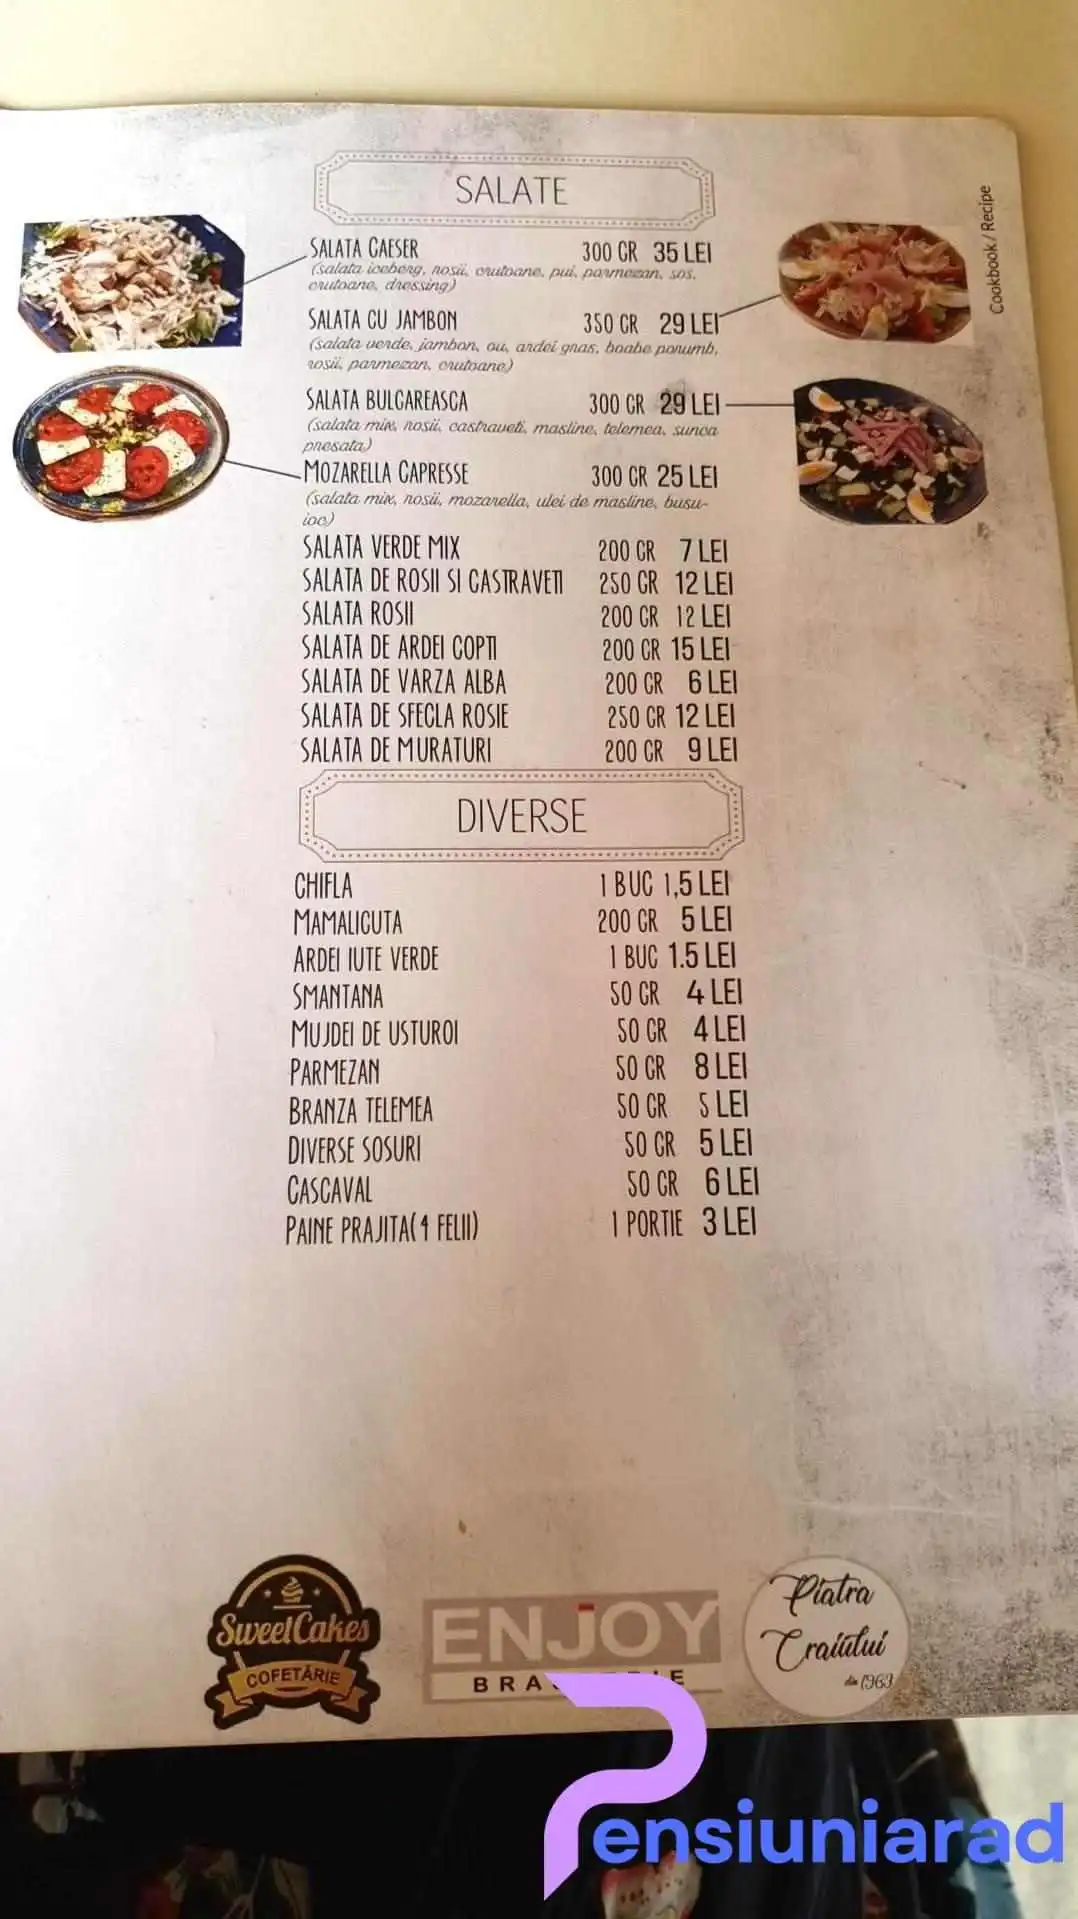 SALATE
Cookbook / Recipe
SALATA CAESER 300 GR 35 LEI
(salata iceberg, rosii, crutoane, pui, parmezan, sos,
crutoane, dressing)
SALATA CU JAMBON 350 GR 29 LEI
(salata verde, jambon, ou, ardei gras, boabe porumb,
rosii, parmezan, crutoane)
SALATA BULGAREASCA 300 GR 29 LEI
(salata mix, rosii, castraveti, masline, telemea, sunca
presata)
MOZARELLA CAPRESSE 300 GR 25 LEI
(salata mix, rosii, mozarella, ulei de masline, busu-
ioc)
SALATA VERDE MIX 200 GR 7 LEI
SALATA DE ROSII SI CASTRAVETI 250 GR 12 LEI
SALATA ROSII 200 GR 12 LEI
SALATA DE ARDEI COPTI 200 GR 15 LEI
SALATA DE VARZA ALBA 200 GR 6 LEI
SALATA DE SFECLA ROSIE 250 GR 12 LEI
SALATA DE MURATURI 200 GR 9 LEI
DIVERSE
CHIFLA 1 BUC 1,5 LEI
MAMALIGUTA 200 GR 5 LEI
ARDEI IUTE VERDE 1 BUC 1.5 LEI
SMANTANA 50 GR 4 LEI
MUJDEI DE USTUROI 50 GR 4 LEI
PARMEZAN 50 GR 8 LEI
BRANZA TELEMEA 50 GR 5 LEI
DIVERSE SOSURI 50 GR 5 LEI
CASCAVAL 50 GR 6 LEI
PAINE PRAJITA(4 FELII) 1 PORTIE 3 LEI
SweetCakes
COFETĂRIE
ENJOY
Piatra
Craiului
din 1963
Pensiuniarad